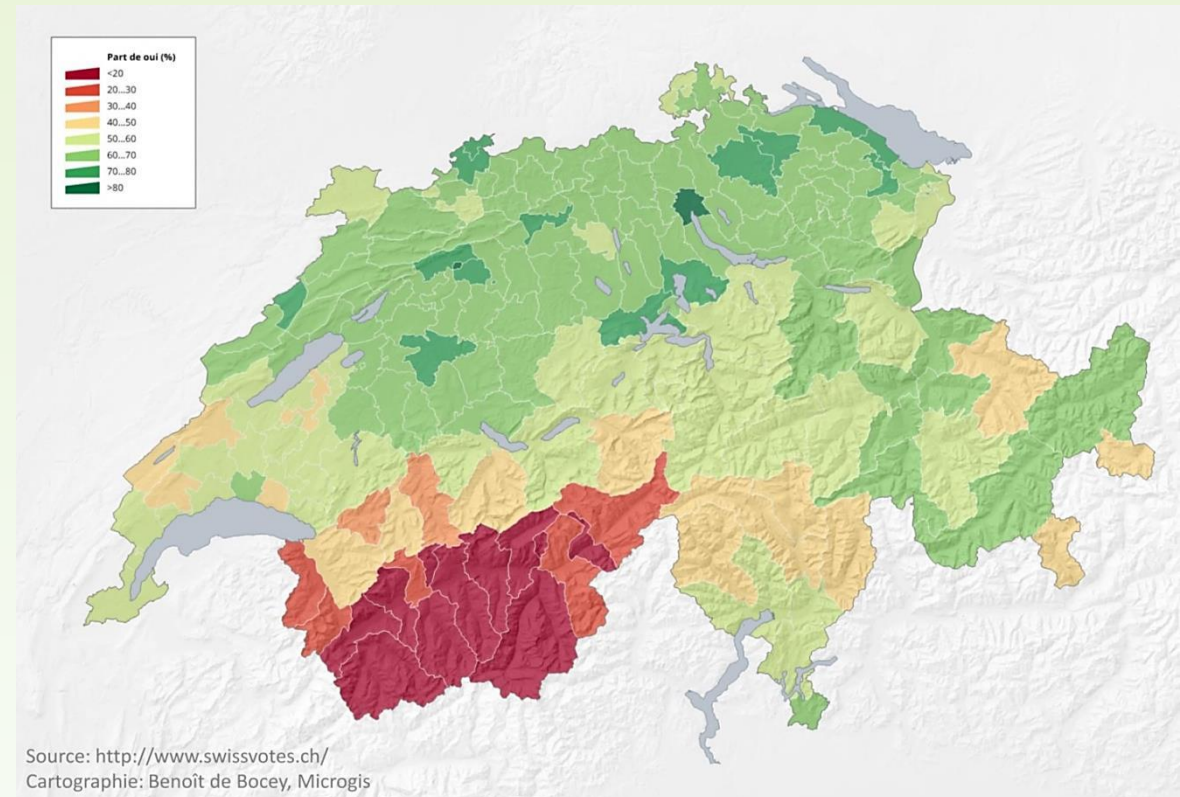 Part de oui (%)
<20
20...30
30...40
40...50
50...60
60...70
70...80
>80
Source: http://www.swissvotes.ch/
Cartographie: Benoît de Bocey, Microgis